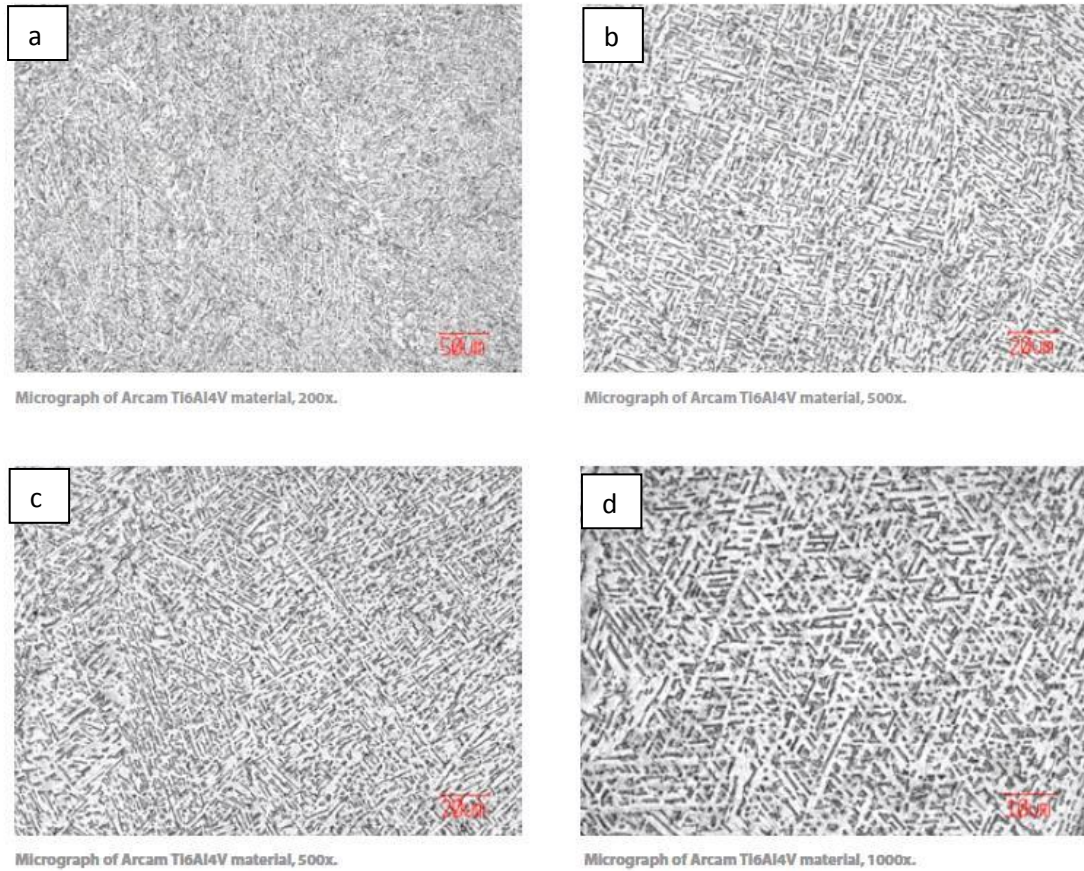 a
b
50um
20um
Micrograph of Arcam Ti6Al4V material, 200x.
Micrograph of Arcam Ti6Al4V material, 500x.
c
d
20um
10um
Micrograph of Arcam Ti6Al4V material, 500x.
Micrograph of Arcam Ti6Al4V material, 1000x.